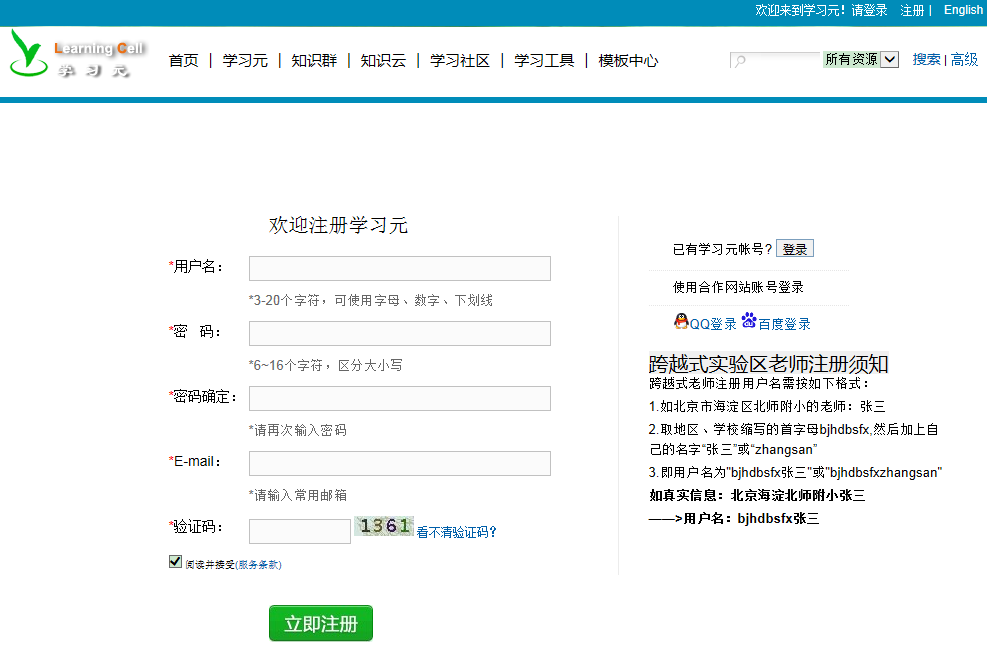 欢迎来到学习元! 请登录 注册 | English
Learning Cell
学习元
首页 | 学习元 | 知识群 | 知识云 | 学习社区 | 学习工具 | 模板中心
所有资源 搜索 | 高级
欢迎注册学习元
*用户名:
*3-20个字符，可使用字母、数字、下划线
*密 码:
*6~16个字符，区分大小写
*密码确定:
*请再次输入密码
*E-mail:
*请输入常用邮箱
*验证码:
1361 看不清验证码?
阅读并接受(服务条款)
立即注册
已有学习元帐号? 登录
使用合作网站账号登录
QQ登录 百度登录
跨越式实验区老师注册须知
跨越式老师注册用户名需按如下格式:
1.如北京市海淀区北师附小的老师: 张三
2.取地区、学校缩写的首字母bjhdbsfx,然后加上自
己的名字“张三”或“zhangsan”
3.即用户名为"bjhdbsfx张三"或"bjhdbsfxzhangsan"
如真实信息: 北京海淀北师附小张三
——>用户名: bjhdbsfx张三